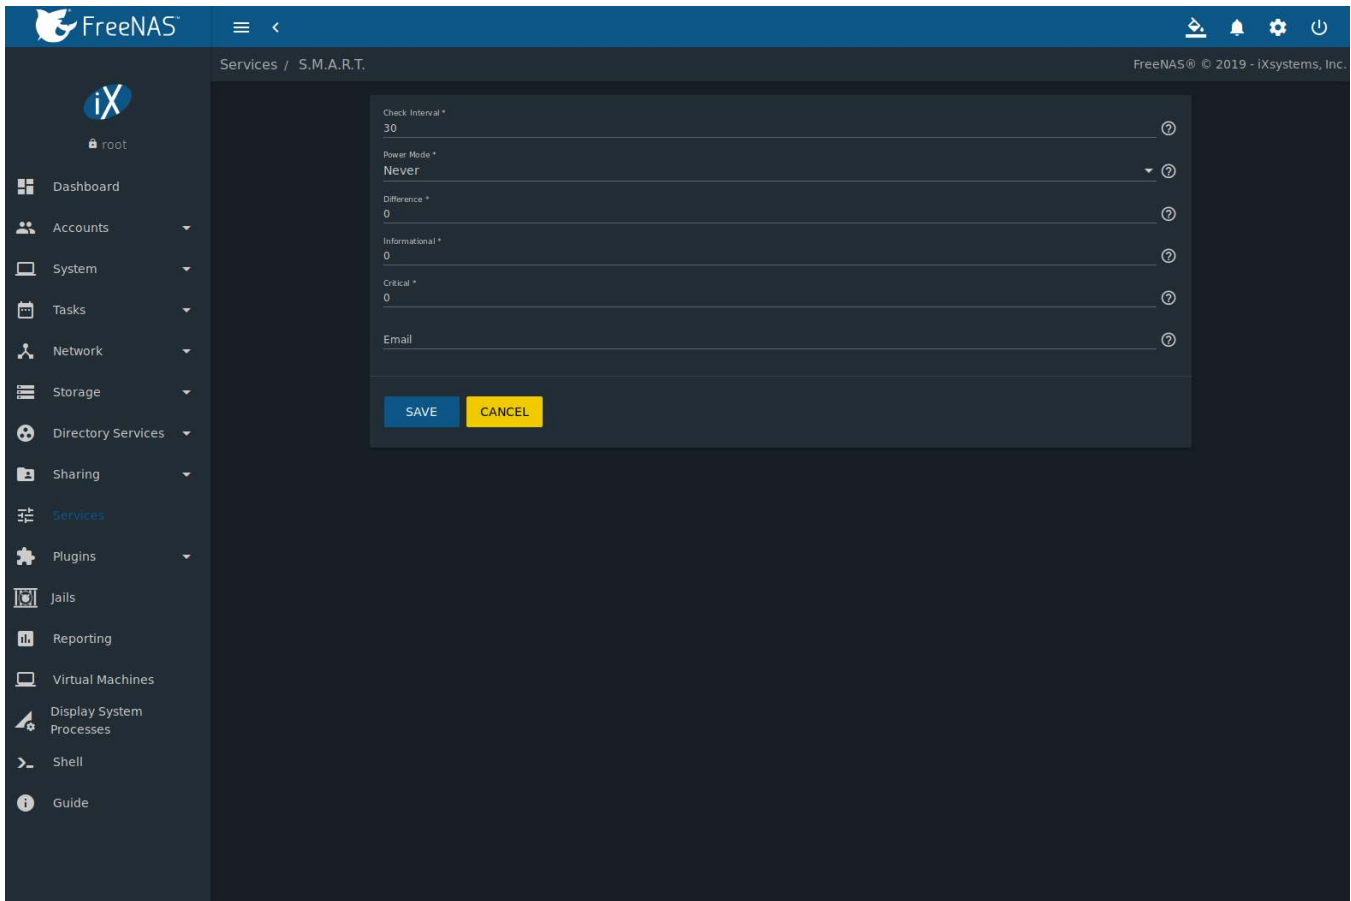 FreeNAS®
Services / S.M.A.R.T.
FreeNAS® © 2019 - iXsystems, Inc.
iX
root
Dashboard
Accounts
System
Tasks
Network
Storage
Directory Services
Sharing
Services
Plugins
Jails
Reporting
Virtual Machines
Display System
Processes
Shell
Guide
Check Interval *
30
Power Mode *
Never
Difference *
0
Informational *
0
Critical *
0
Email
SAVE CANCEL